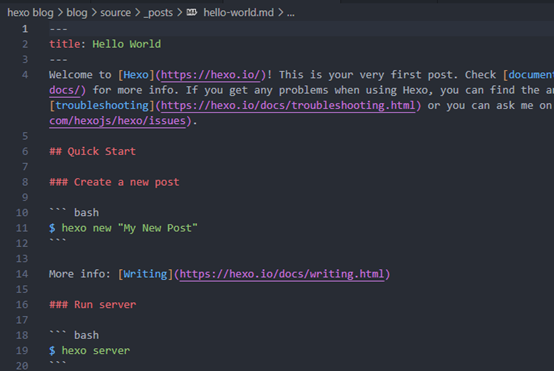 hexo blog > blog > source > _posts > hello-world.md > ...
1 ---
2 title: Hello World
3 ---
4 Welcome to [Hexo](https://hexo.io/)! This is your very first post. Check [document
docs/) for more info. If you get any problems when using Hexo, you can find the an
[troubleshooting](https://hexo.io/docs/troubleshooting.html) or you can ask me on
com/hexojs/hexo/issues).
5
6 ## Quick Start
7
8 ### Create a new post
9
10 ``` bash
11 $ hexo new "My New Post"
12 ```
13
14 More info: [Writing](https://hexo.io/docs/writing.html)
15
16 ### Run server
17
18 ``` bash
19 $ hexo server
20 ```